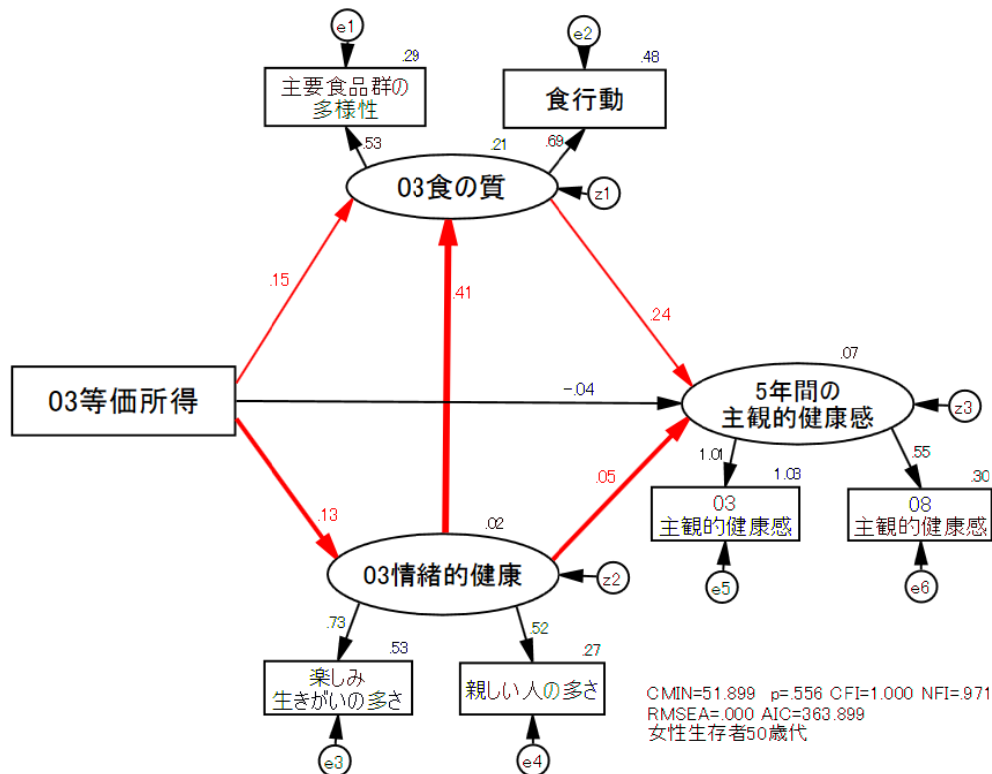 e1
e2
.29
.48
主要食品群の
多様性
食行動
.53
.69
.21
03食の質
z1
.15
.41
.24
03等価所得
-.04
.07
5年間の
主観的健康感
z3
1.01
.55
1.03
.30
03
主観的健康感
08
主観的健康感
e5
e6
.13
.05
.02
03情緒的健康
z2
.73
.52
.53
.27
楽しみ
生きがいの多さ
親しい人の多さ
e3
e4
CMIN=51.899 p=.556 CFI=1.000 NFI=.971
RMSEA=.000 AIC=363.899
女性生存者50歳代